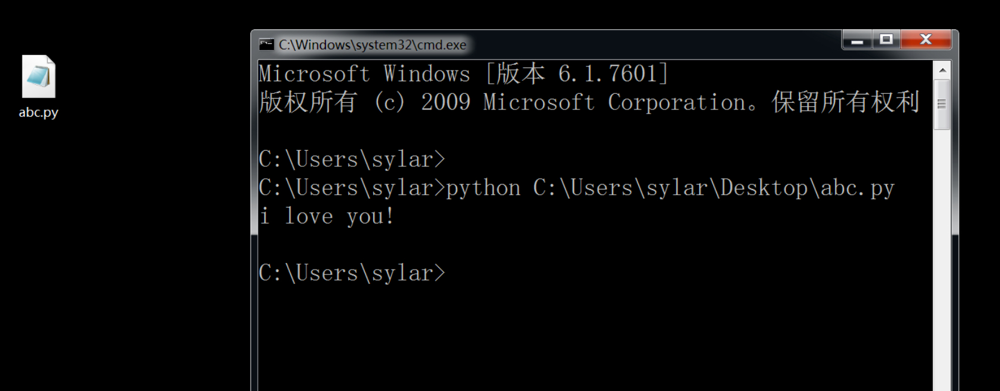 abc.py
C:\Windows\system32\cmd.exe
Microsoft Windows [版本 6.1.7601]
版权所有 (c) 2009 Microsoft Corporation。保留所有权利
C:\Users\sylar>
C:\Users\sylar>python C:\Users\sylar\Desktop\abc.py
i love you!
C:\Users\sylar>